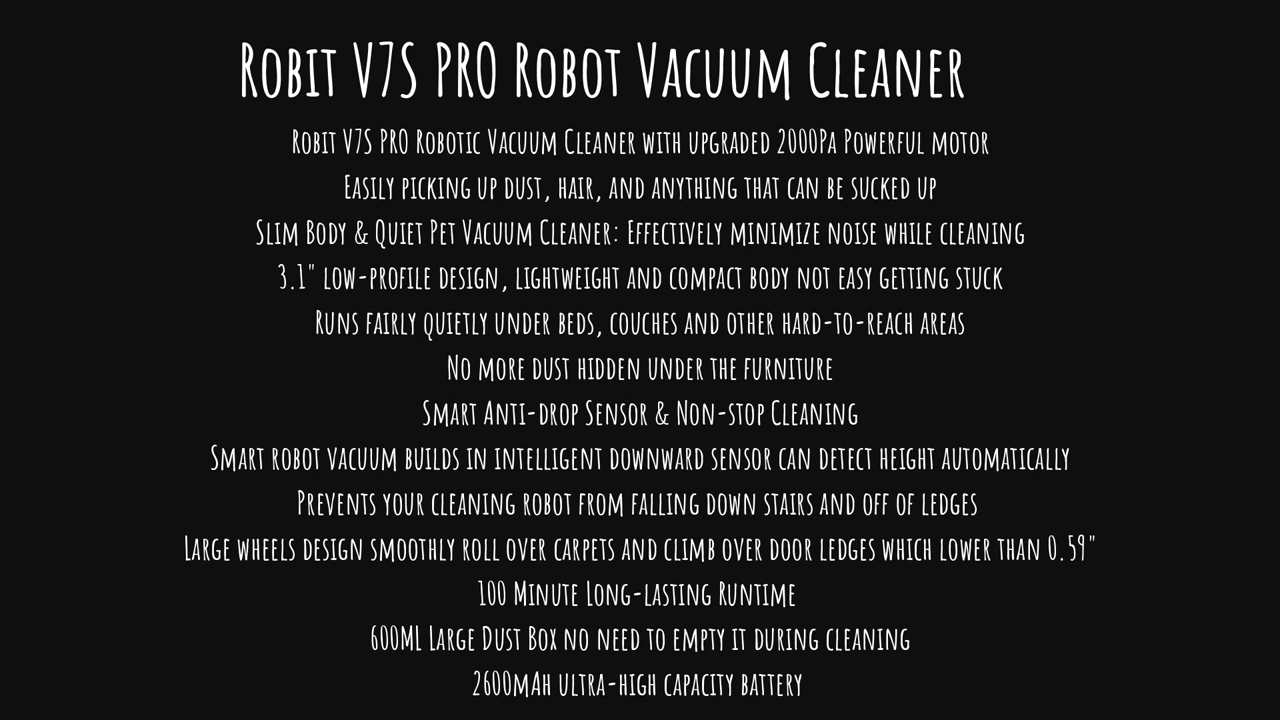 Robit V7S PRO Robot Vacuum Cleaner
Robit V7S PRO Robotic Vacuum Cleaner with upgraded 2000Pa Powerful motor
Easily picking up dust, hair, and anything that can be sucked up
Slim Body & Quiet Pet Vacuum Cleaner: Effectively minimize noise while cleaning
3.1" low-profile design, lightweight and compact body not easy getting stuck
Runs fairly quietly under beds, couches and other hard-to-reach areas
No more dust hidden under the furniture
Smart Anti-drop Sensor & Non-stop Cleaning
Smart robot vacuum builds in intelligent downward sensor can detect height automatically
Prevents your cleaning robot from falling down stairs and off of ledges
Large wheels design smoothly roll over carpets and climb over door ledges which lower than 0.59"
100 Minute Long-lasting Runtime
600ML Large Dust Box no need to empty it during cleaning
2600mAh ultra-high capacity battery